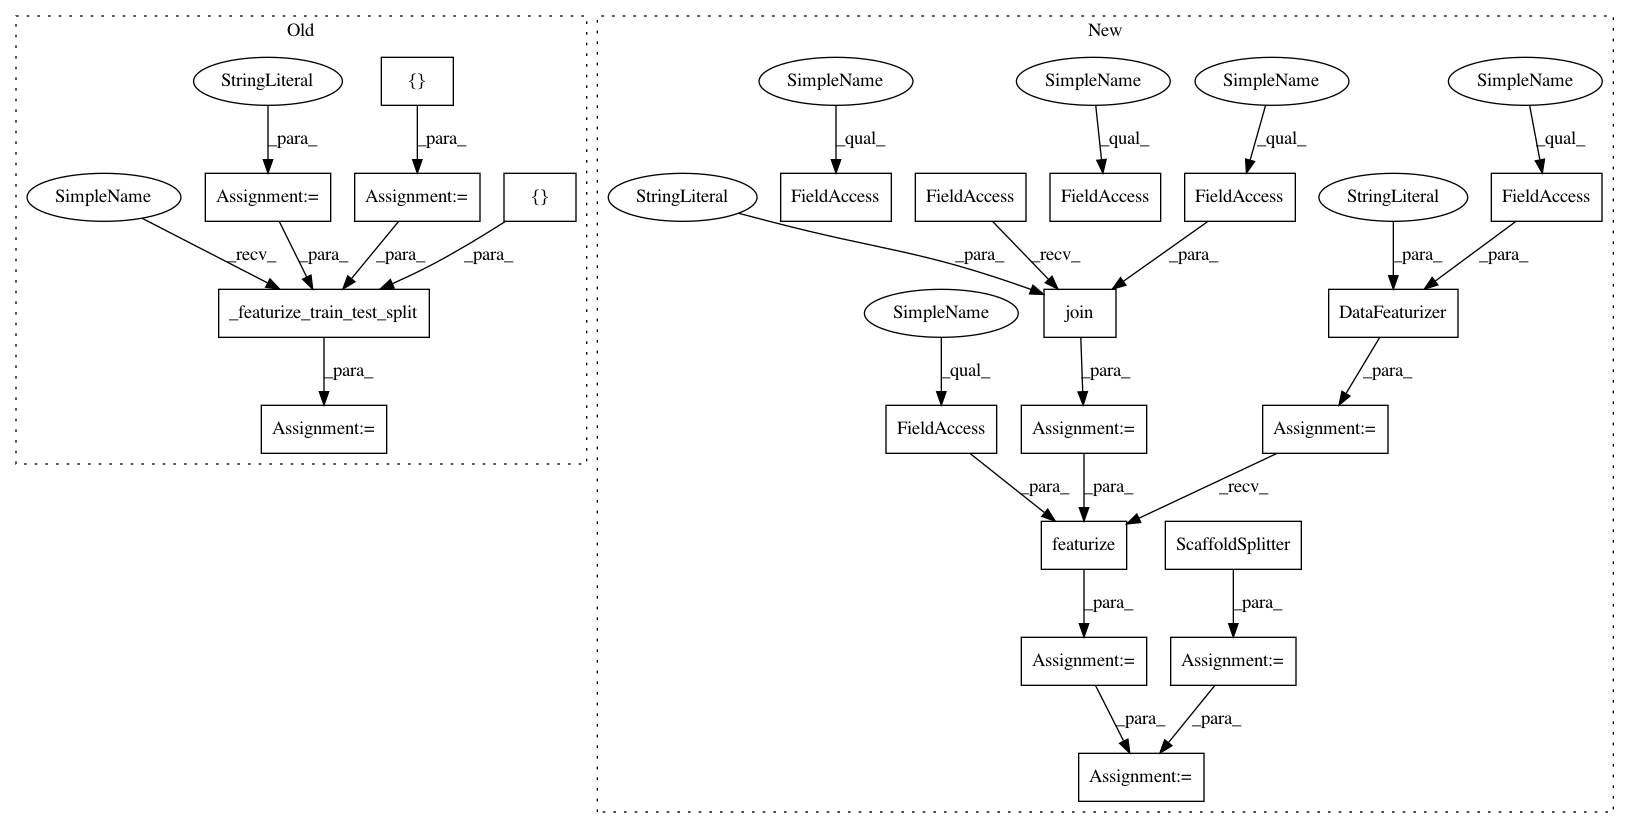 Old
New
StringLiteral
{}
SimpleName
SimpleName
SimpleName
SimpleName
_para_
_para_
_qual_
_qual_
_qual_
_qual_
SimpleName
Assignment:=
Assignment:=
{}
StringLiteral
FieldAccess
FieldAccess
FieldAccess
FieldAccess
StringLiteral
FieldAccess
_recv_
_para_
_para_
_para_
_para_
_recv_
_para_
_para_
_para_
_featurize_train_test_split
SimpleName
join
DataFeaturizer
_para_
_qual_
_para_
_para_
Assignment:=
FieldAccess
Assignment:=
Assignment:=
_para_
_para_
_recv_
featurize
ScaffoldSplitter
_para_
_para_
Assignment:=
Assignment:=
_para_
_para_
Assignment:=